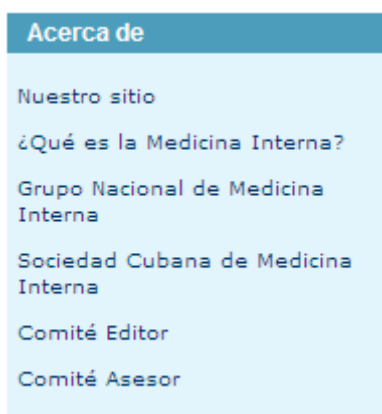 Acerca de
Nuestro sitio
¿Qué es la Medicina Interna?
Grupo Nacional de Medicina
Interna
Sociedad Cubana de Medicina
Interna
Comité Editor
Comité Asesor